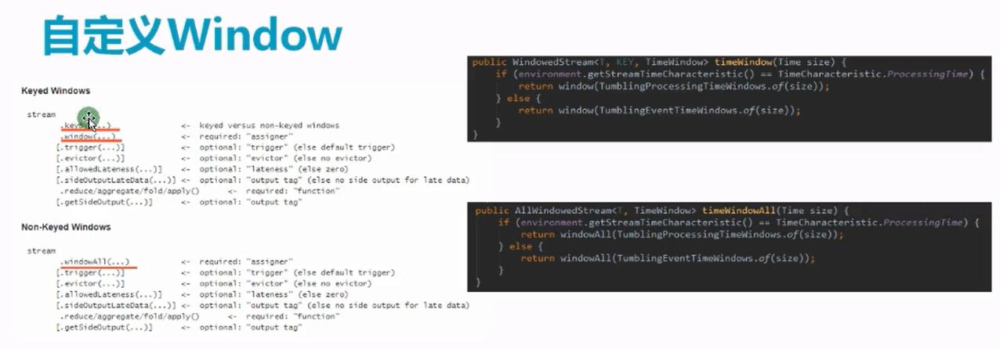 自定义Window
Keyed Windows
stream
.window(...) <- required: "assigner"
<- keyed versus non-keyed windows
[.trigger(...)] <- optional: "trigger" (else default trigger)
[.evictor(...)] <- optional: "evictor" (else no evictor)
[.allowedLateness(...)] <- optional: "lateness" (else zero)
[.sideOutputLateData(...)] <- optional: "output tag" (else no side output for late data)
.reduce/aggregate/fold/apply() <- required: "function"
[.getSideOutput(...)] <- optional: "output tag"
Non-Keyed Windows
stream
.windowAll(...) <- required: "assigner"
[.trigger(...)] <- optional: "trigger" (else default trigger)
[.evictor(...)] <- optional: "evictor" (else no evictor)
[.allowedLateness(...)] <- optional: "lateness" (else zero)
[.sideOutputLateData(...)] <- optional: "output tag" (else no side output for late data)
.reduce/aggregate/fold/apply() <- required: "function"
[.getSideOutput(...)] <- optional: "output tag"
public WindowedStream<T, KEY, TimeWindow> timeWindow(Time size) {
if (environment.getStreamTimeCharacteristic() == TimeCharacteristic.ProcessingTime) {
return window(TumblingProcessingTimeWindows.of(size));
} else {
return window(TumblingEventTimeWindows.of(size));
}
}
public AllWindowedStream<T, TimeWindow> timeWindowAll(Time size) {
if (environment.getStreamTimeCharacteristic() == TimeCharacteristic.ProcessingTime) {
return windowAll(TumblingProcessingTimeWindows.of(size));
} else {
return windowAll(TumblingEventTimeWindows.of(size));
}
}